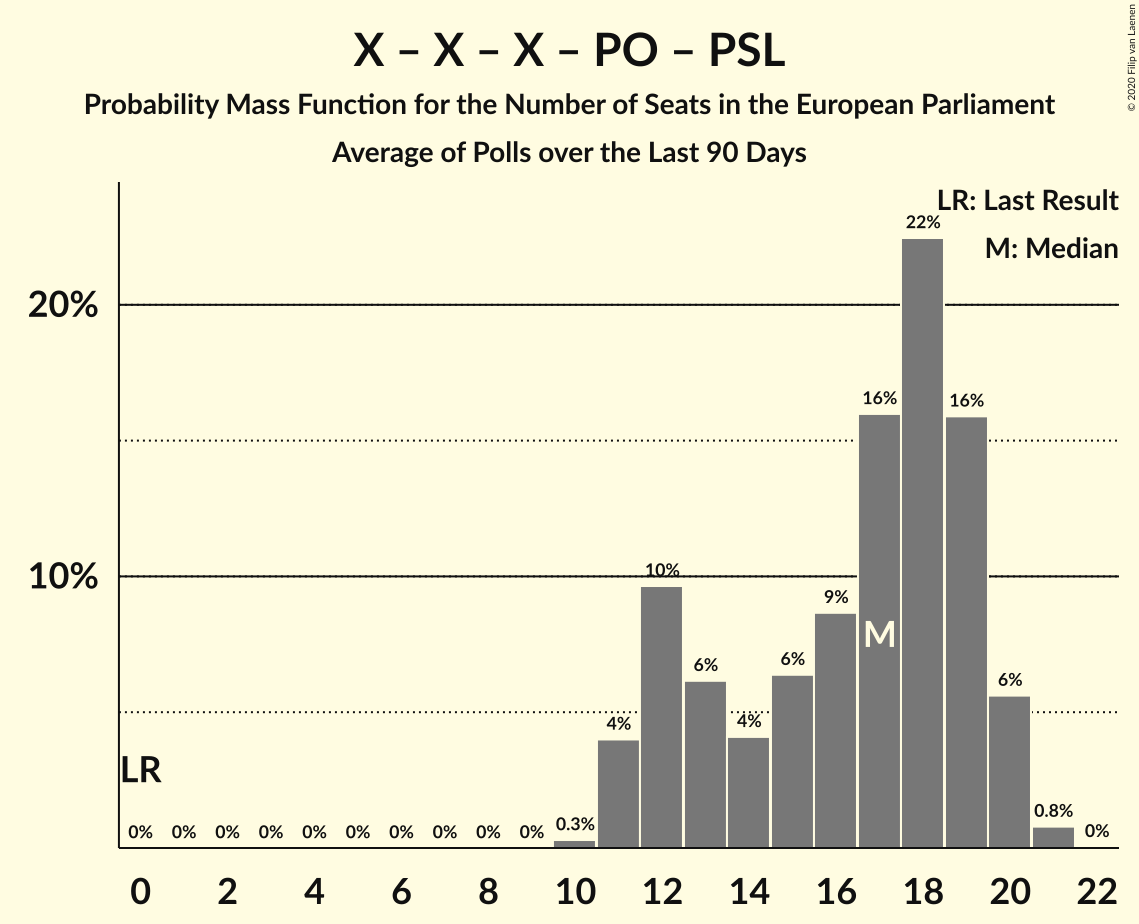 X – X – X – PO – PSL
Probability Mass Function for the Number of Seats in the European Parliament
Average of Polls over the Last 90 Days
© 2020 Filip van Laenen
LR: Last Result
M: Median
20%
10%
22%
16%
16%
10%
9%
6%
6%
6%
4%
4%
M
LR
0% 0% 0% 0% 0% 0% 0% 0% 0% 0% 0.3% 0.8% 0%
0 2 4 6 8 10 12 14 16 18 20 22